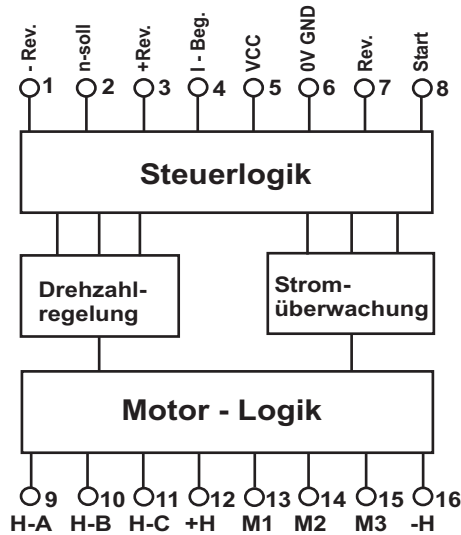 - Rev. n-soll +Rev. I - Beg. VCC 0V GND Rev. Start
1 2 3 4 5 6 7 8
Steuerlogik
Drehzahl-
regelung
Strom-
überwachung
Motor - Logik
9 10 11 12 13 14 15 16
H-A H-B H-C +H M1 M2 M3 -H